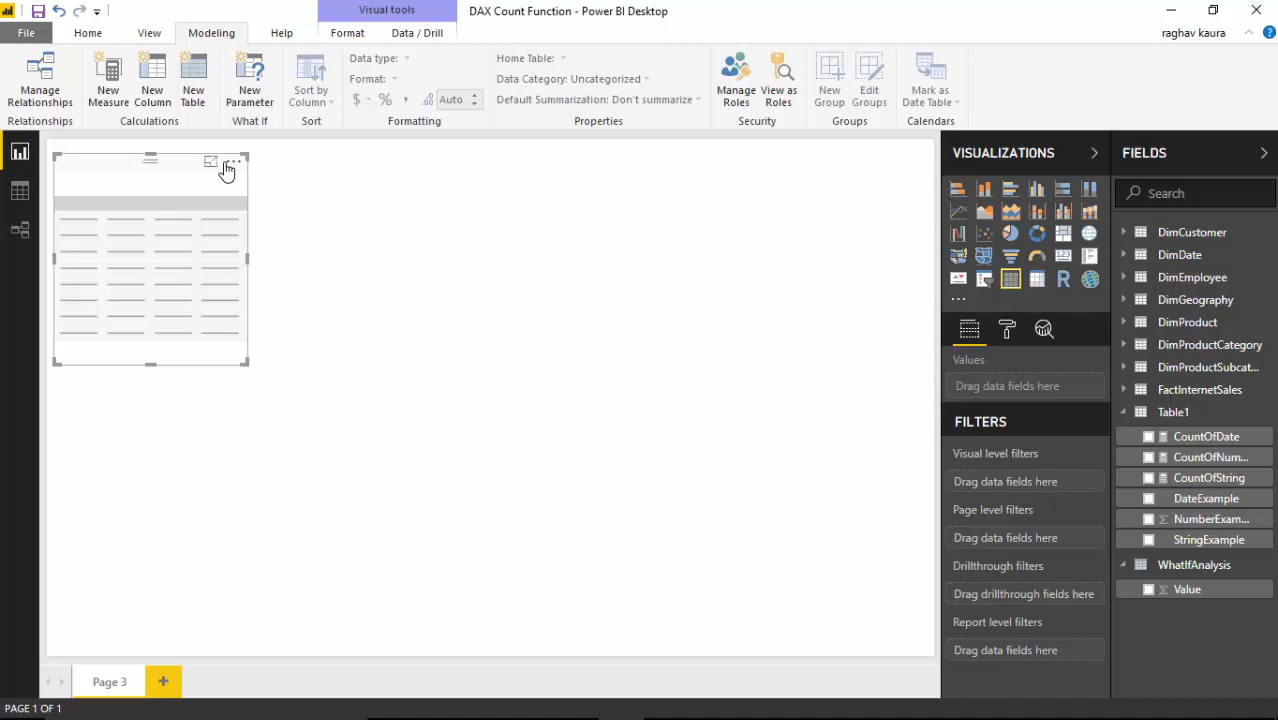 Visual tools
DAX Count Function - Power BI Desktop
File
Home
View
Modeling
Help
Format
Data / Drill
raghav kaura
Manage
Relationships
Relationships
New
Measure
New
Column
New
Table
Calculations
New
Parameter
What If
Sort by
Column
Sort
Data type:
Format:
$ % , .00 Auto
Formatting
Home Table:
Data Category: Uncategorized
Default Summarization: Don't summarize
Properties
Manage
Roles
View as
Roles
Security
New
Group
Edit
Groups
Groups
Mark as
Date Table
Calendars
VISUALIZATIONS
R
123
Values
Drag data fields here
FILTERS
Visual level filters
Drag data fields here
Page level filters
Drag data fields here
Drillthrough filters
Drag drillthrough fields here
Report level filters
Drag data fields here
FIELDS
Search
DimCustomer
DimDate
DimEmployee
DimGeography
DimProduct
DimProductCategory
DimProductSubcat...
FactInternetSales
Table1
CountOfDate
CountOfNum...
CountOfString
DateExample
NumberExam...
StringExample
WhatIfAnalysis
Value
Page 3
PAGE 1 OF 1